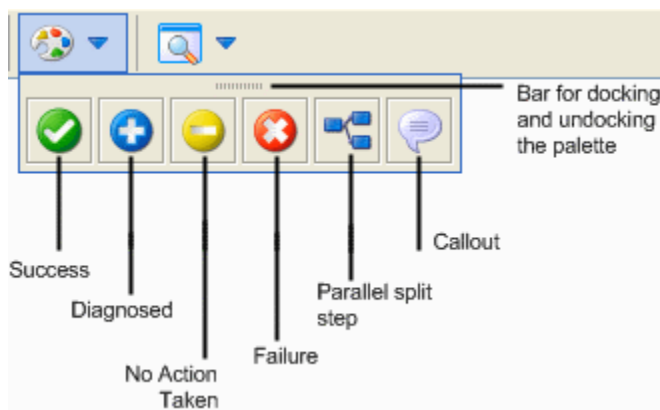 Bar for docking
and undocking
the palette
Success
Diagnosed
No Action
Taken
Failure
Parallel split
step
Callout